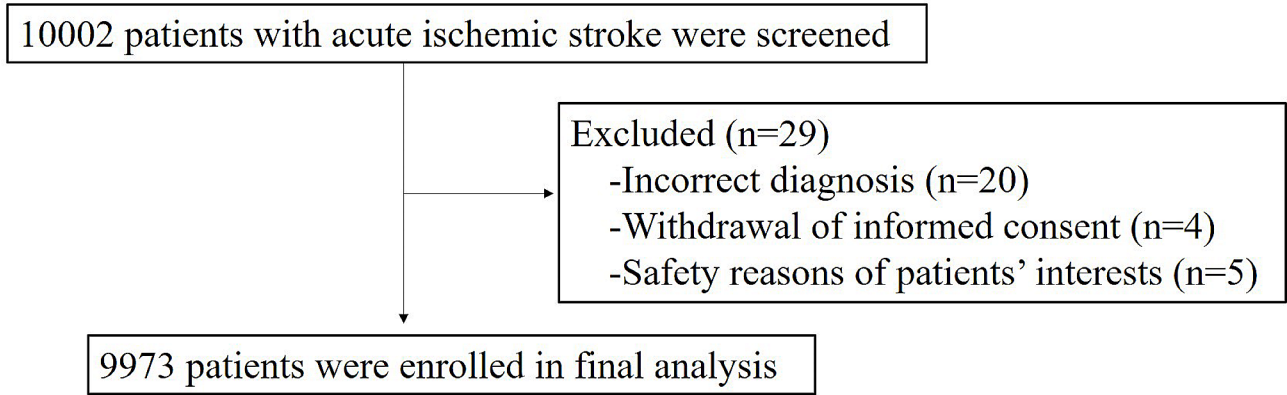 10002 patients with acute ischemic stroke were screened
Excluded (n=29)
-Incorrect diagnosis (n=20)
-Withdrawal of informed consent (n=4)
-Safety reasons of patients’ interests (n=5)
9973 patients were enrolled in final analysis